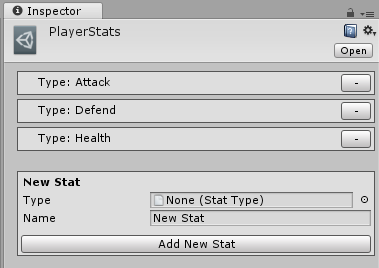 Inspector
PlayerStats
Open
Type: Attack -
Type: Defend -
Type: Health -
New Stat
Type None (Stat Type)
Name New Stat
Add New Stat